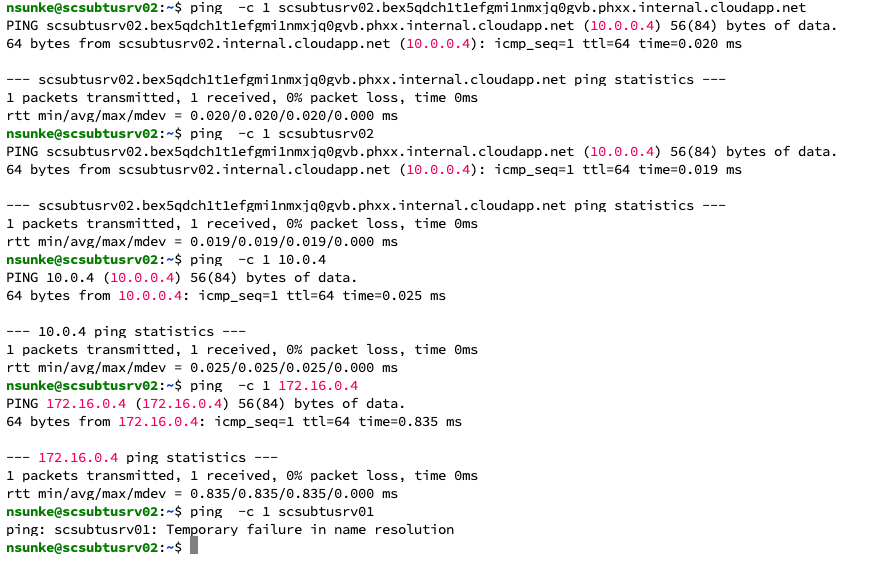 nsunke@scsubtusrv02:~$ ping  -c 1 scsubtusrv02.bex5qdch1t1efgmi1nmxjq0gvb.phxx.internal.cloudapp.net
PING scsubtusrv02.bex5qdch1t1efgmi1nmxjq0gvb.phxx.internal.cloudapp.net (10.0.0.4) 56(84) bytes of data.
64 bytes from scsubtusrv02.internal.cloudapp.net (10.0.0.4): icmp_seq=1 ttl=64 time=0.020 ms

--- scsubtusrv02.bex5qdch1t1efgmi1nmxjq0gvb.phxx.internal.cloudapp.net ping statistics ---
1 packets transmitted, 1 received, 0% packet loss, time 0ms
rtt min/avg/max/mdev = 0.020/0.020/0.020/0.000 ms
nsunke@scsubtusrv02:~$ ping  -c 1 scsubtusrv02
PING scsubtusrv02.bex5qdch1t1efgmi1nmxjq0gvb.phxx.internal.cloudapp.net (10.0.0.4) 56(84) bytes of data.
64 bytes from scsubtusrv02.internal.cloudapp.net (10.0.0.4): icmp_seq=1 ttl=64 time=0.019 ms

--- scsubtusrv02.bex5qdch1t1efgmi1nmxjq0gvb.phxx.internal.cloudapp.net ping statistics ---
1 packets transmitted, 1 received, 0% packet loss, time 0ms
rtt min/avg/max/mdev = 0.019/0.019/0.019/0.000 ms
nsunke@scsubtusrv02:~$ ping  -c 1 10.0.4
PING 10.0.4 (10.0.0.4) 56(84) bytes of data.
64 bytes from 10.0.0.4: icmp_seq=1 ttl=64 time=0.025 ms

--- 10.0.4 ping statistics ---
1 packets transmitted, 1 received, 0% packet loss, time 0ms
rtt min/avg/max/mdev = 0.025/0.025/0.025/0.000 ms
nsunke@scsubtusrv02:~$ ping  -c 1 172.16.0.4
PING 172.16.0.4 (172.16.0.4) 56(84) bytes of data.
64 bytes from 172.16.0.4: icmp_seq=1 ttl=64 time=0.835 ms

--- 172.16.0.4 ping statistics ---
1 packets transmitted, 1 received, 0% packet loss, time 0ms
rtt min/avg/max/mdev = 0.835/0.835/0.835/0.000 ms
nsunke@scsubtusrv02:~$ ping  -c 1 scsubtusrv01
ping: scsubtusrv01: Temporary failure in name resolution
nsunke@scsubtusrv02:~$